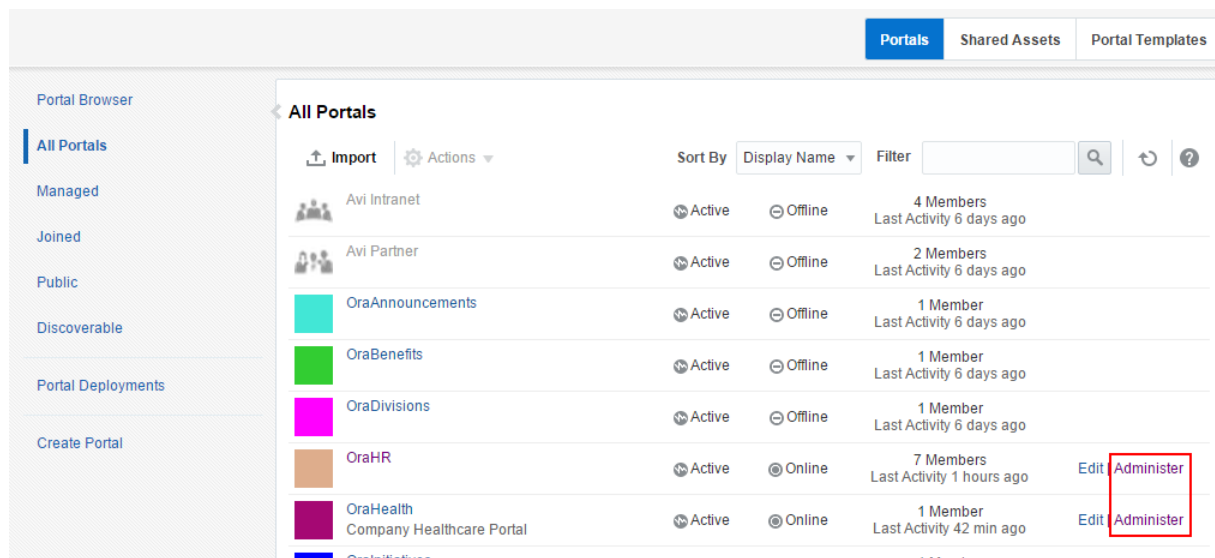 Portals Shared Assets Portal Templates
Portal Browser
All Portals
Managed
Joined
Public
Discoverable
Portal Deployments
Create Portal
All Portals
Import Actions Sort By Display Name Filter
Avi Intranet Active Offline 4 Members
Last Activity 6 days ago
Avi Partner Active Offline 2 Members
Last Activity 6 days ago
OraAnnouncements Active Offline 1 Member
Last Activity 6 days ago
OraBenefits Active Offline 1 Member
Last Activity 6 days ago
OraDivisions Active Offline 1 Member
Last Activity 6 days ago
OraHR Active Online 7 Members Edit | Administer
Last Activity 1 hours ago
OraHealth Active Online 1 Member Edit | Administer
Company Healthcare Portal Last Activity 42 min ago